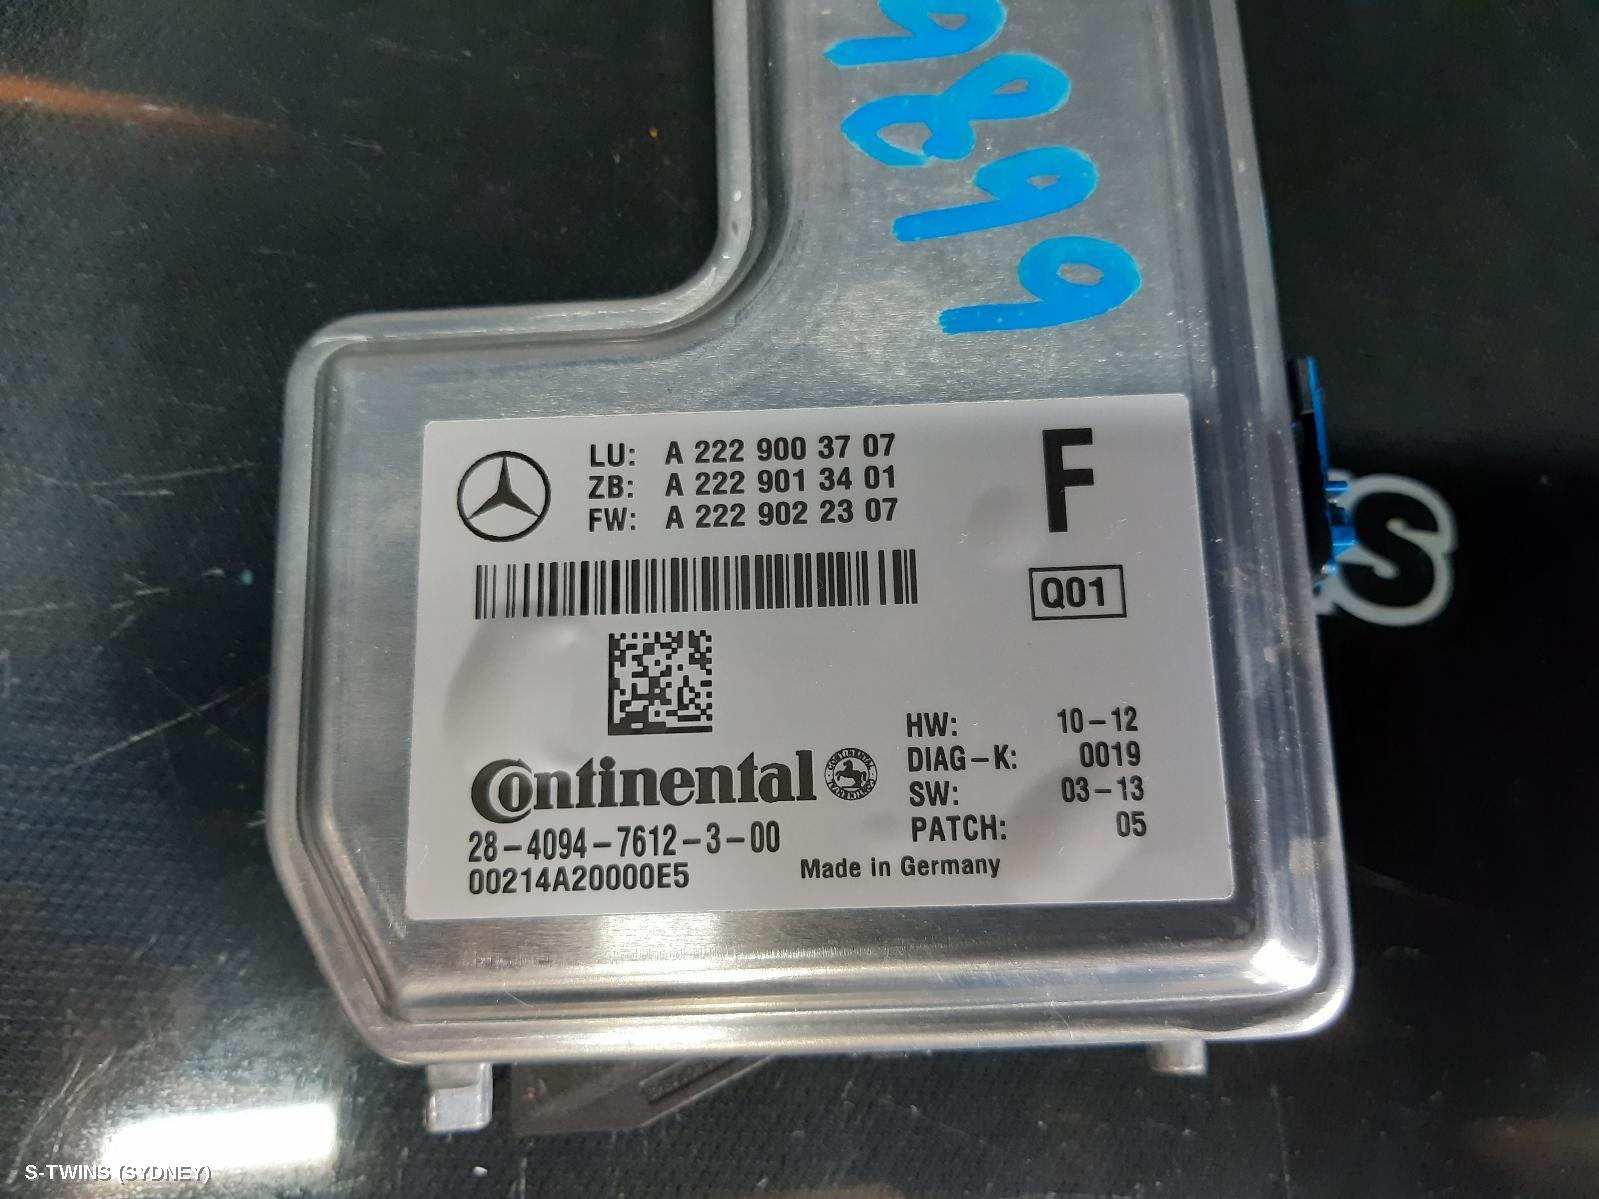 LU: A 222 900 37 07
ZB: A 222 901 34 01
FW: A 222 902 23 07
F
Q01
HW: 10-12
DIAG-K: 0019
SW: 03-13
PATCH: 05
Continental
28-4094-7612-3-00
00214A20000E5
Made in Germany
S-TWINS (SYDNEY)